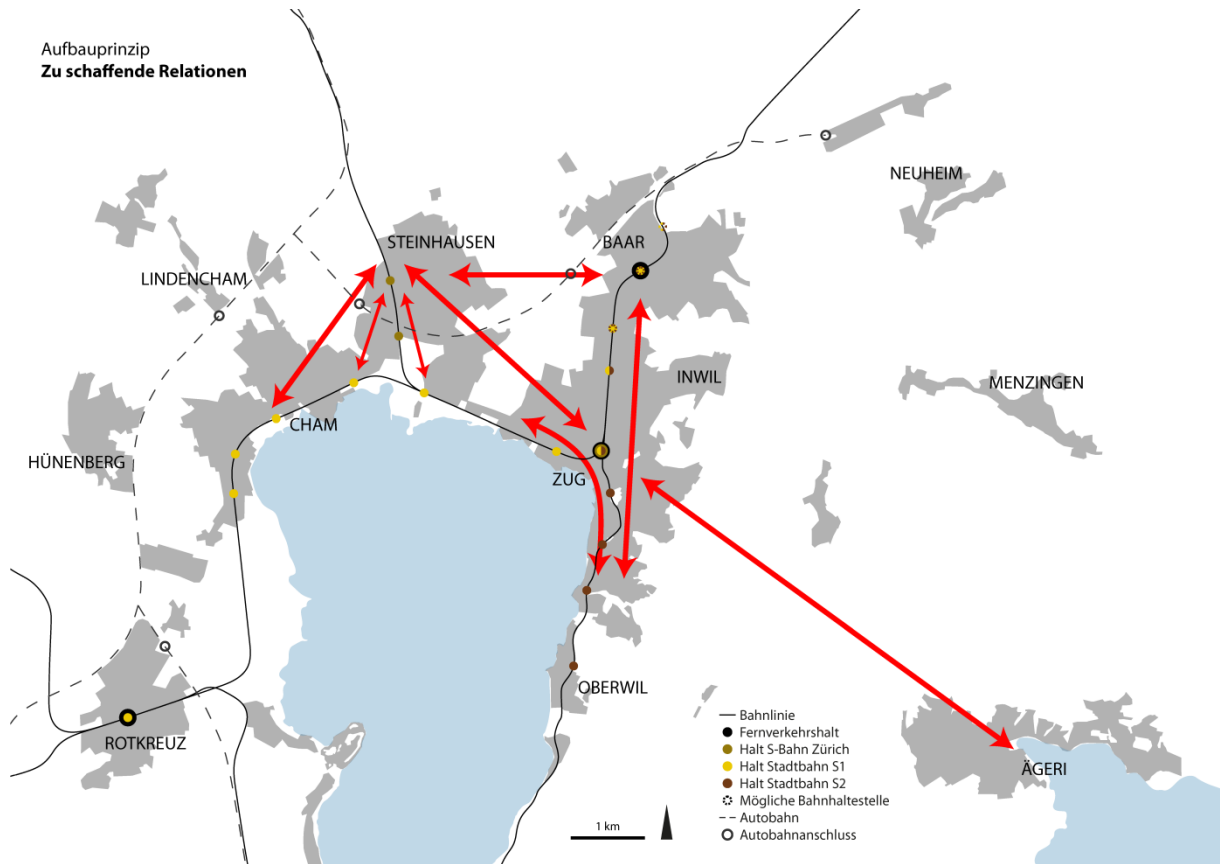 Aufbauprinzip
Zu schaffende Relationen
NEUHEIM
STEINHAUSEN
BAAR
LINDENCHAM
INWIL
MENZINGEN
CHAM
HÜNENBERG
ZUG
OBERWIL
ROTKREUZ
ÄGERI
Bahnlinie
Fernverkehrshalt
Halt S-Bahn Zürich
Halt Stadtbahn S1
Halt Stadtbahn S2
Mögliche Bahnhaltestelle
Autobahn
Autobahnanschluss
1 km